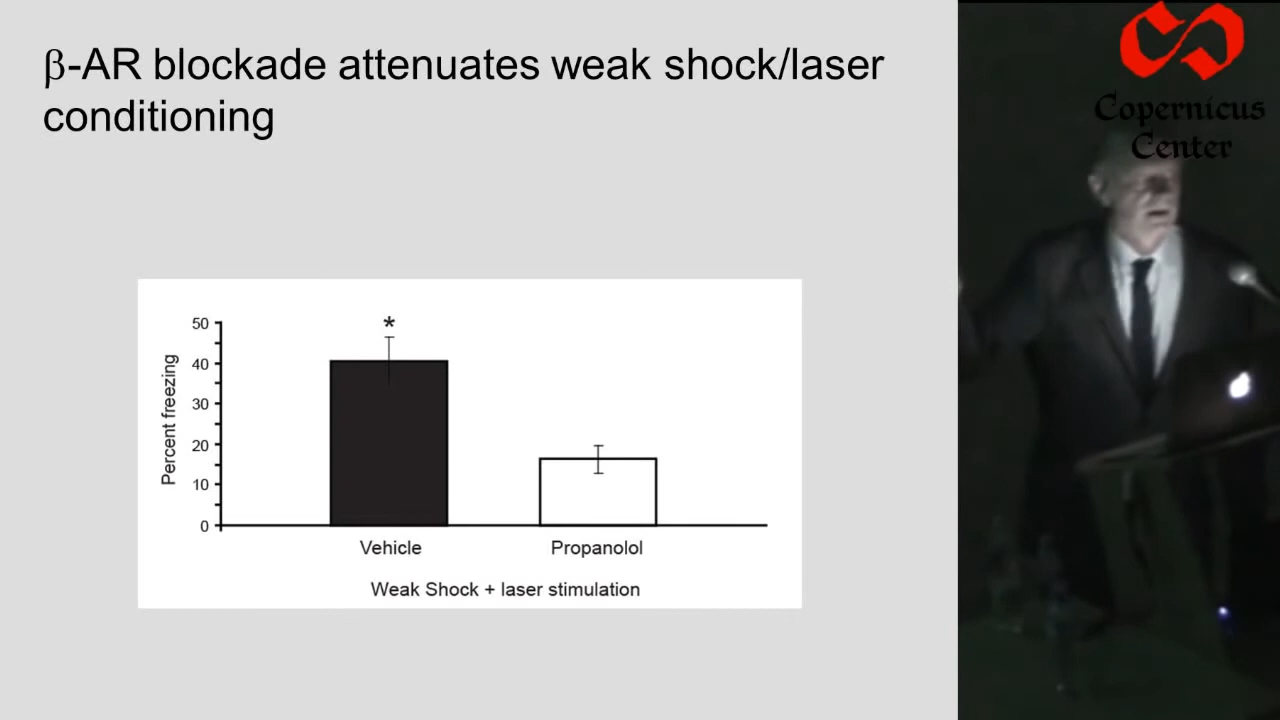 β-AR blockade attenuates weak shock/laser
conditioning
Copernicus
Center
50
40
30
20
10
0
Percent freezing
*
Vehicle
Propanolol
Weak Shock + laser stimulation